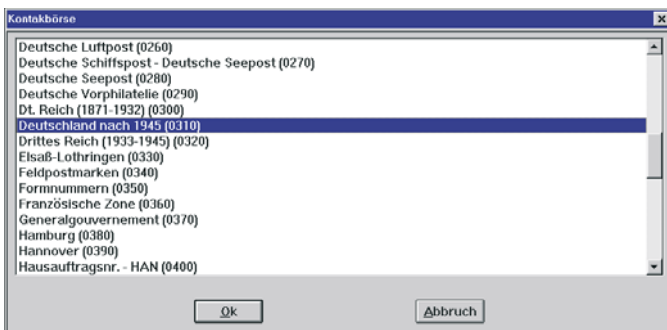 Kontakbörse
Deutsche Luftpost (0260)
Deutsche Schiffspost - Deutsche Seepost (0270)
Deutsche Seepost (0280)
Deutsche Vorphilatelie (0290)
Dt. Reich (1871-1932) (0300)
Deutschland nach 1945 (0310)
Drittes Reich (1933-1945) (0320)
Elsaß-Lothringen (0330)
Feldpostmarken (0340)
Formnummern (0350)
Französische Zone (0360)
Generalgouvernement (0370)
Hamburg (0380)
Hannover (0390)
Hausauftragsnr. - HAN (0400)
Ok Abbruch